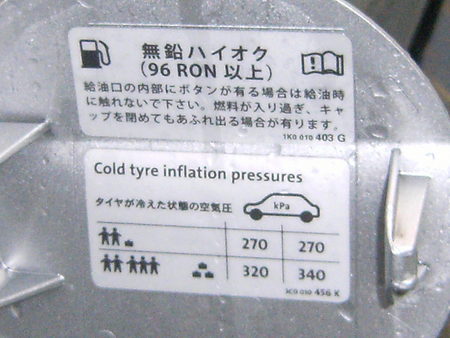 無鉛ハイオク
(96 RON 以上)
給油口の内部にボタンが有る場合は給油時
に触れないで下さい。燃料が入り過ぎ、キャ
ップを閉めてもあふれ出る場合が有ります。
1K0 010 403 G
Cold tyre inflation pressures
タイヤが冷えた状態の空気圧
kPa
270 270
320 340
3C0 010 456 K